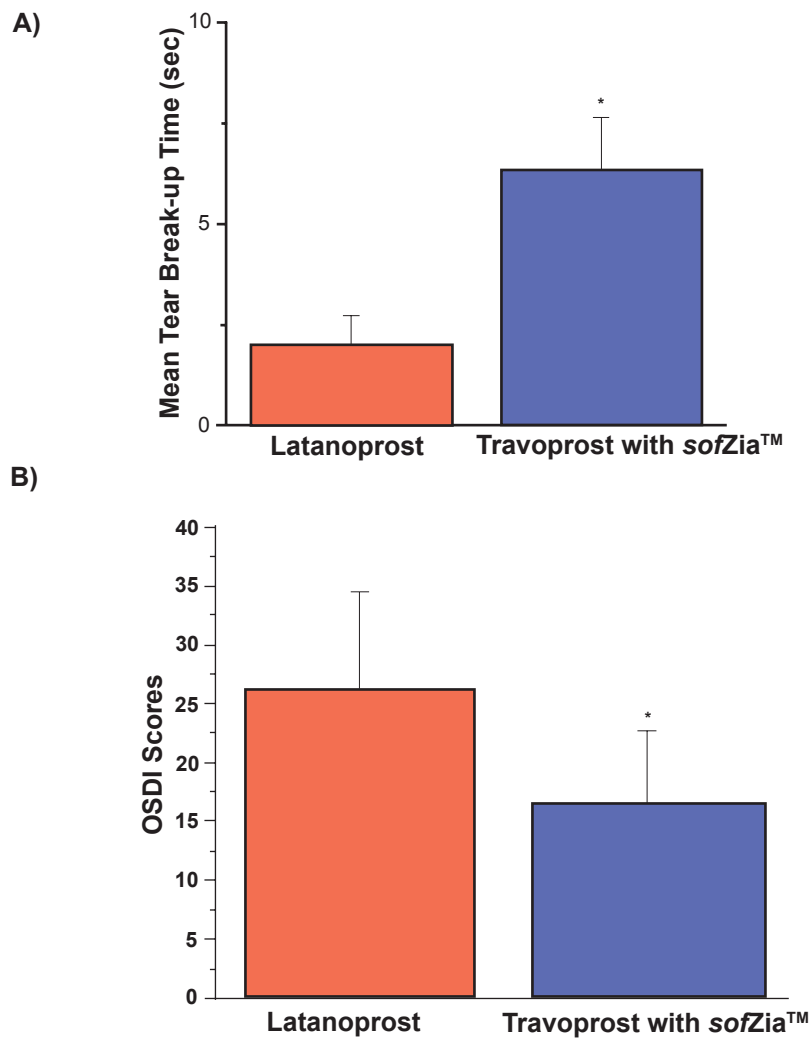 A)
Mean Tear Break-up Time (sec)
10
5
0
*
Latanoprost
Travoprost with sofZia™
B)
OSDI Scores
40
35
30
25
20
15
10
5
0
*
Latanoprost
Travoprost with sofZia™